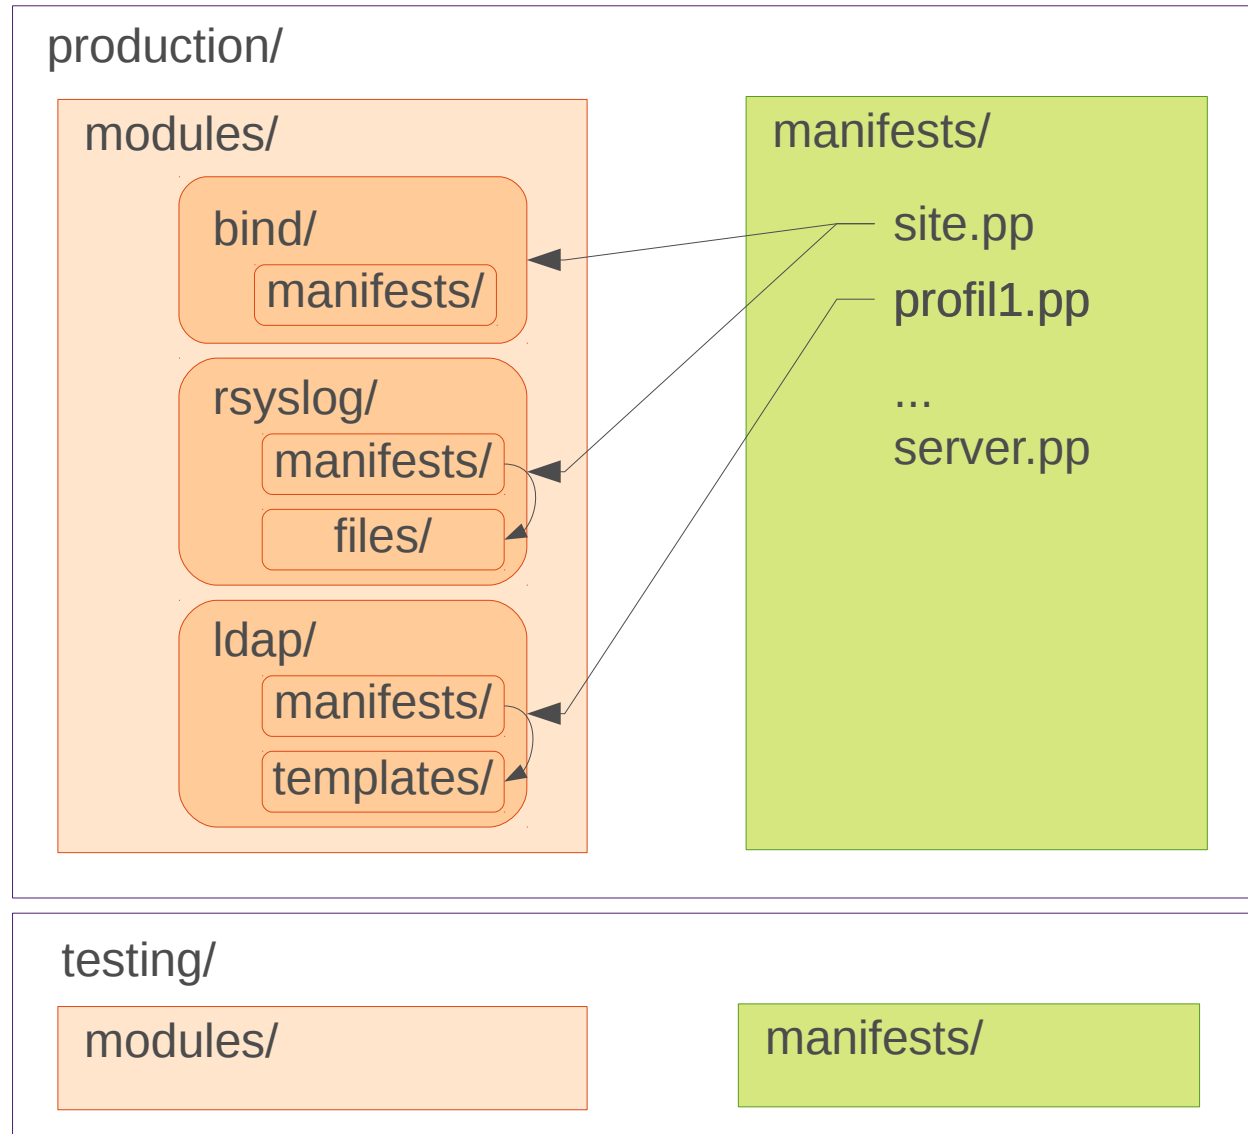 production/
modules/
bind/
manifests/
rsyslog/
manifests/
files/
ldap/
manifests/
templates/
manifests/
site.pp
profil1.pp
...
server.pp
testing/
modules/
manifests/